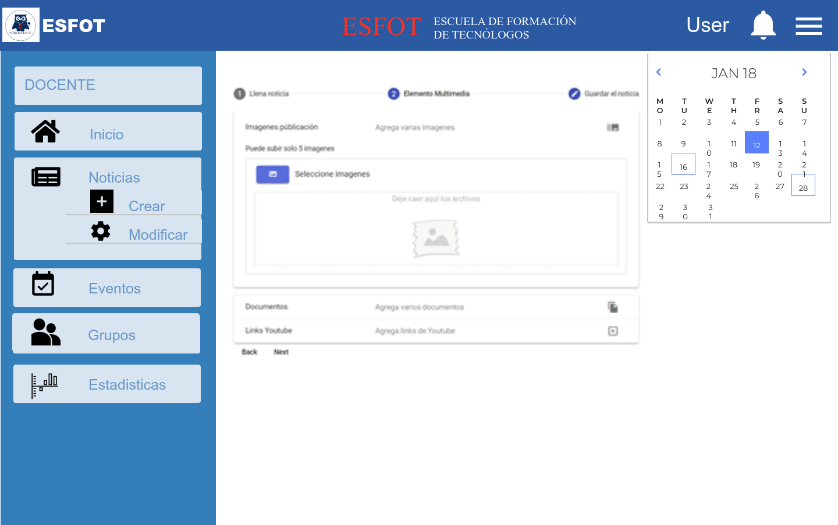 ESFOT
ESFOT
ESCUELA DE FORMACIÓN
DE TECNÓLOGOS
User
DOCENTE
Inicio
Noticias
Crear
Modificar
Eventos
Grupos
Estadisticas
1 Llena noticia
2 Elemento Multimedia
Guardar el noticia
Imagenes públicación Agrega varias imagenes
Puede subir solo 5 imagenes
Seleccione imagenes
Deje caer aquí los archivos
Documentos Agrega varios documentos
Links Youtube Agrega links de Youtube
Back Next
JAN 18
MO TU WE TH FR SA SU
1 2 3 4 5 6 7
8 9 10 11 12 13 14
15 16 17 18 19 20 21
22 23 24 25 26 27 28
29 30 31